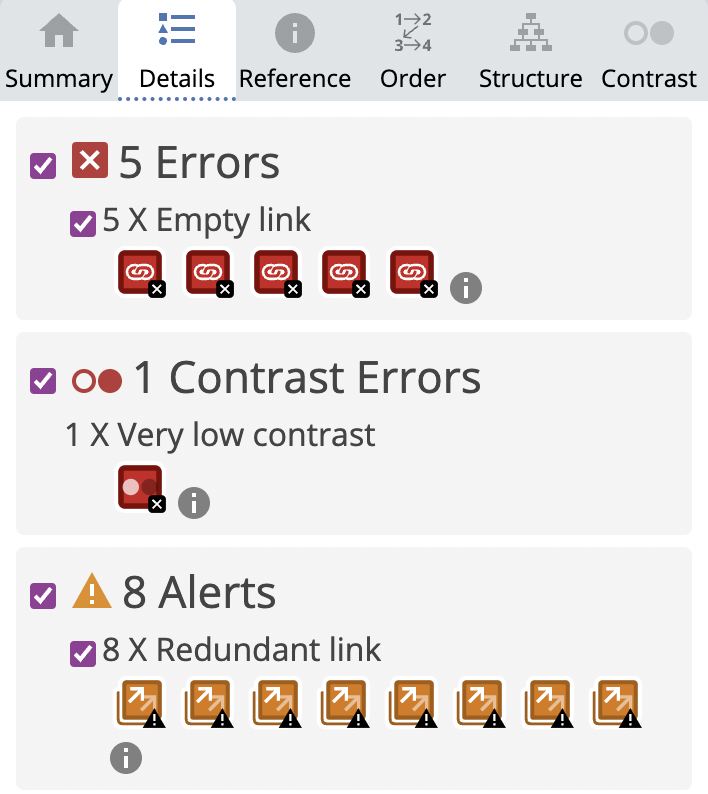 1→2
3→4
Summary Details Reference Order Structure Contrast
5 Errors
5 X Empty link
1 Contrast Errors
1 X Very low contrast
8 Alerts
8 X Redundant link